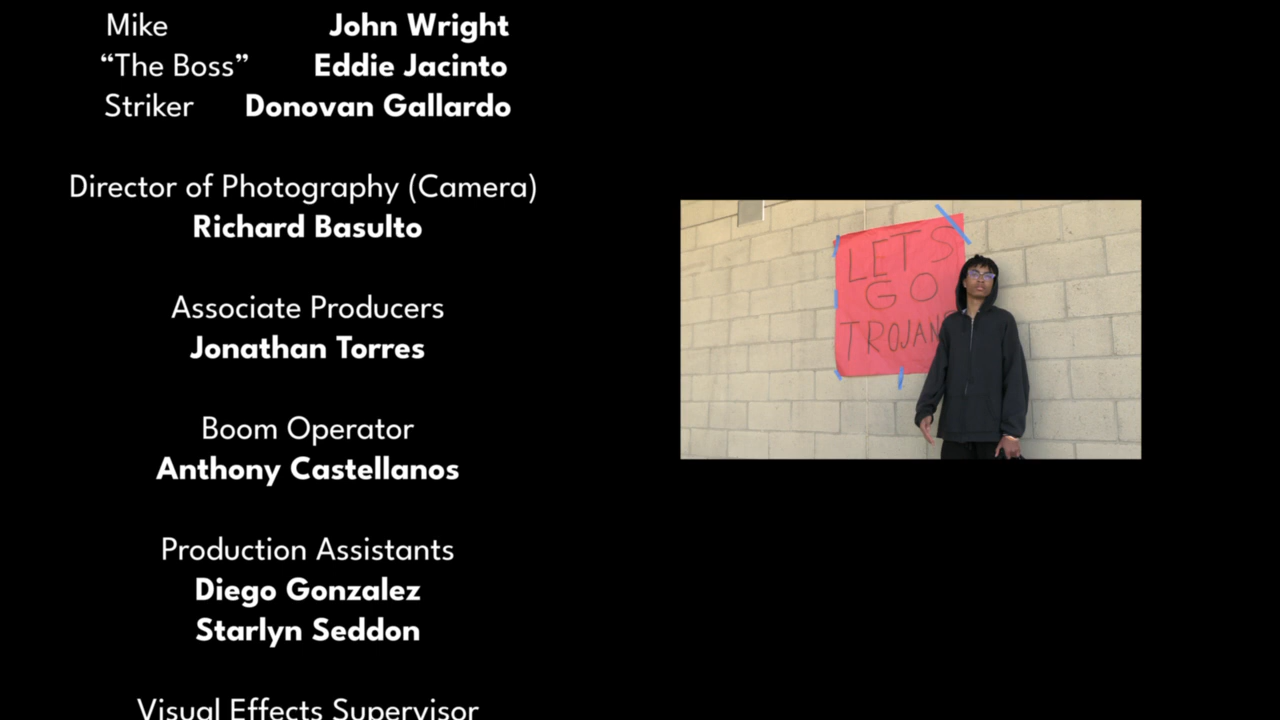 Mike John Wright
“The Boss” Eddie Jacinto
Striker Donovan Gallardo
Director of Photography (Camera)
Richard Basulto
Associate Producers
Jonathan Torres
Boom Operator
Anthony Castellanos
Production Assistants
Diego Gonzalez
Starlyn Seddon
Visual Effects Supervisor
LETS
GO
TROJANS